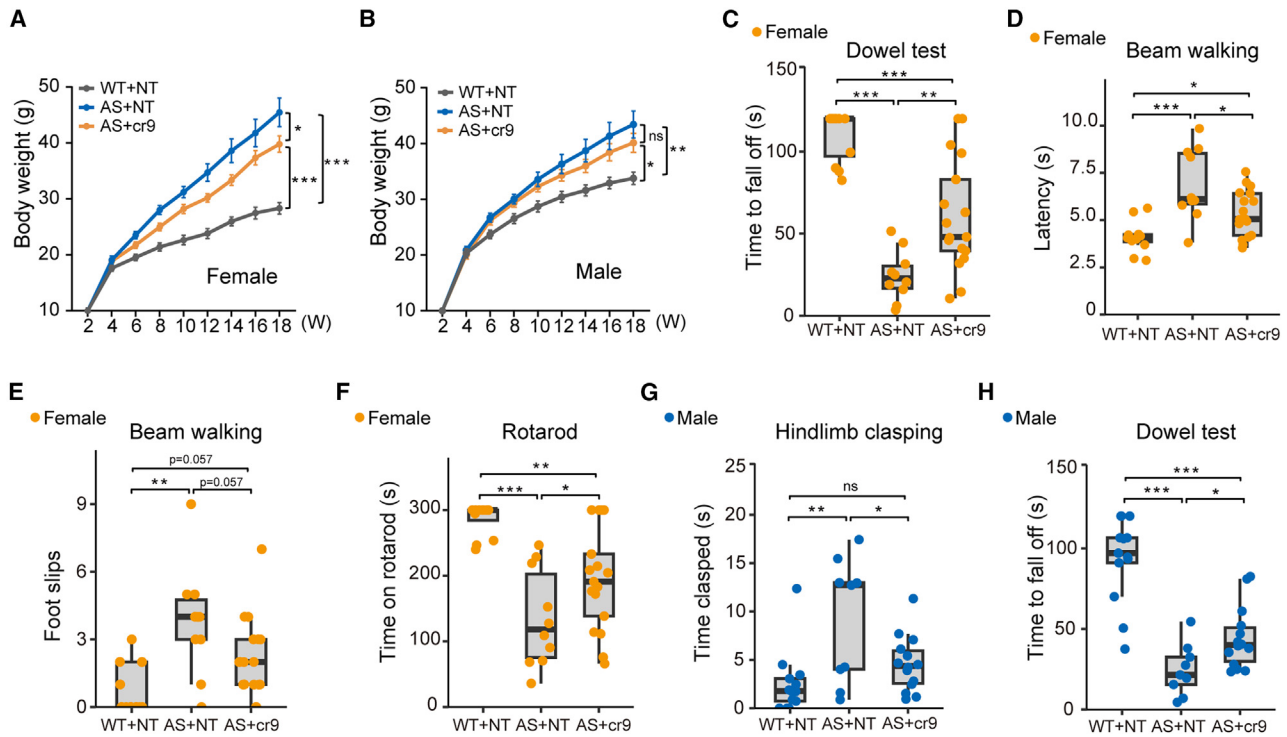 A
WT+NT
AS+NT
AS+cr9
Body weight (g)
50
40
30
20
10
2 4 6 8 10 12 14 16 18 (W)
Female
*
***
***
B
WT+NT
AS+NT
AS+cr9
Body weight (g)
50
40
30
20
10
2 4 6 8 10 12 14 16 18 (W)
Male
ns
*
**
C
Female
Dowel test
Time to fall off (s)
150
100
50
0
***
*** **
WT+NT AS+NT AS+cr9
D
Female
Beam walking
Latency (s)
10.0
7.5
5.0
2.5
0
*
*** *
WT+NT AS+NT AS+cr9
E
Female
Beam walking
Foot slips
9
6
3
0
p=0.057
** p=0.057
WT+NT AS+NT AS+cr9
F
Female
Rotarod
Time on rotarod (s)
300
200
100
0
**
*** *
WT+NT AS+NT AS+cr9
G
Male
Hindlimb clasping
Time clasped (s)
25
20
15
10
5
0
ns
** *
WT+NT AS+NT AS+cr9
H
Male
Dowel test
Time to fall off (s)
150
100
50
0
***
*** *
WT+NT AS+NT AS+cr9